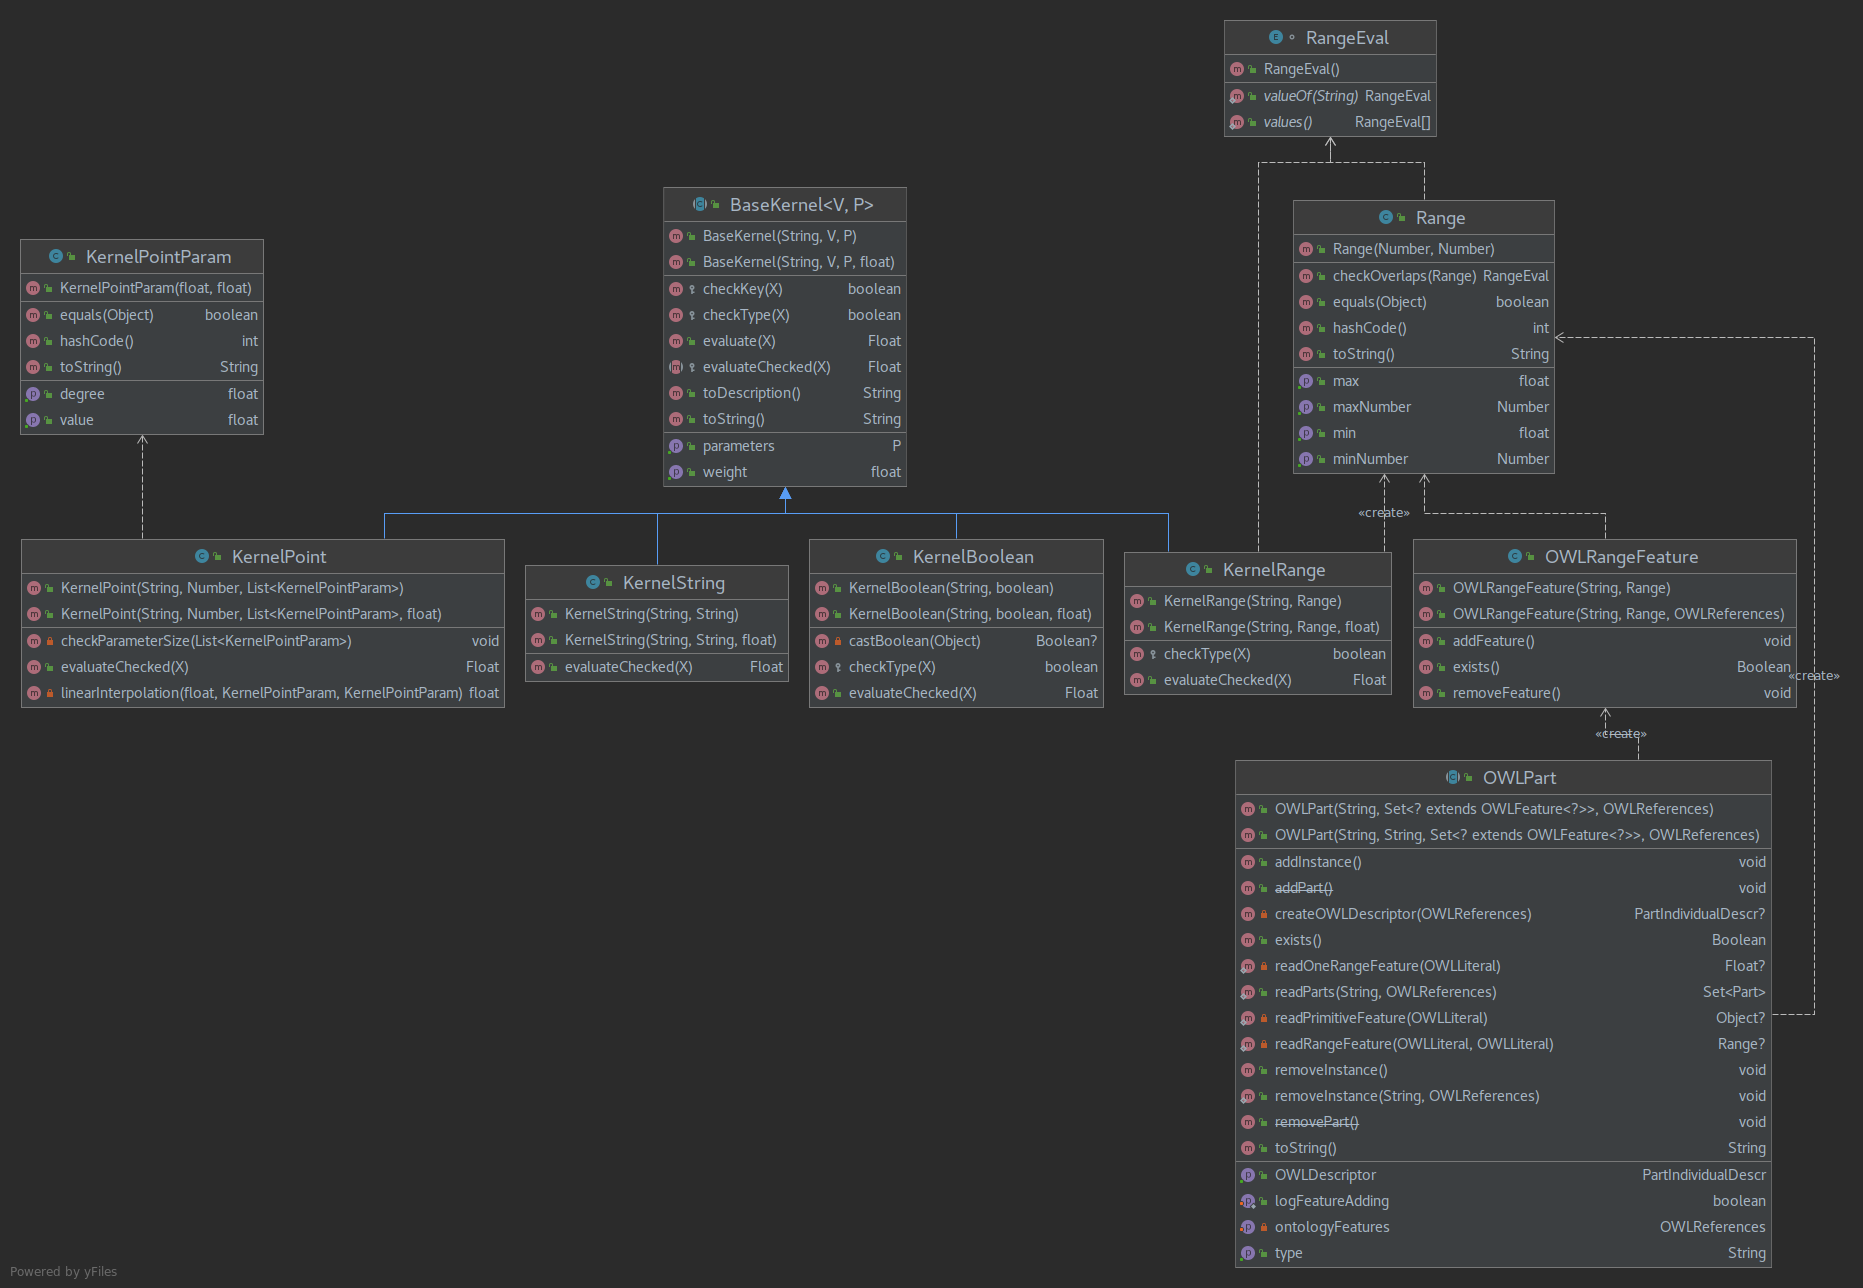 RangeEval
RangeEval()
valueOf(String) RangeEval
values() RangeEval[]
BaseKernel<V, P>
BaseKernel(String, V, P)
BaseKernel(String, V, P, float)
checkKey(X) boolean
checkType(X) boolean
evaluate(X) Float
evaluateChecked(X) Float
toDescription() String
toString() String
parameters P
weight float
Range
Range(Number, Number)
checkOverlaps(Range) RangeEval
equals(Object) boolean
hashCode() int
toString() String
max float
maxNumber Number
min float
minNumber Number
KernelPointParam
KernelPointParam(float, float)
equals(Object) boolean
hashCode() int
toString() String
degree float
value float
«create»
KernelPoint
KernelPoint(String, Number, List<KernelPointParam>)
KernelPoint(String, Number, List<KernelPointParam>, float)
checkParameterSize(List<KernelPointParam>) void
evaluateChecked(X) Float
linearInterpolation(float, KernelPointParam, KernelPointParam) float
KernelString
KernelString(String, String)
KernelString(String, String, float)
evaluateChecked(X) Float
KernelBoolean
KernelBoolean(String, boolean)
KernelBoolean(String, boolean, float)
castBoolean(Object) Boolean?
checkType(X) boolean
evaluateChecked(X) Float
KernelRange
KernelRange(String, Range)
KernelRange(String, Range, float)
checkType(X) boolean
evaluateChecked(X) Float
OWLRangeFeature
OWLRangeFeature(String, Range)
OWLRangeFeature(String, Range, OWLReferences)
addFeature() void
exists() Boolean
removeFeature() void
«create»
«create»
OWLPart
OWLPart(String, Set<? extends OWLFeature<?>>, OWLReferences)
OWLPart(String, String, Set<? extends OWLFeature<?>>, OWLReferences)
addInstance() void
addPart() void
createOWLDescriptor(OWLReferences) PartIndividualDescr?
exists() Boolean
readOneRangeFeature(OWLLiteral) Float?
readParts(String, OWLReferences) Set<Part>
readPrimitiveFeature(OWLLiteral) Object?
readRangeFeature(OWLLiteral, OWLLiteral) Range?
removeInstance() void
removeInstance(String, OWLReferences) void
removePart() void
toString() String
OWLDescriptor PartIndividualDescr
logFeatureAdding boolean
ontologyFeatures OWLReferences
type String
Powered by yFiles